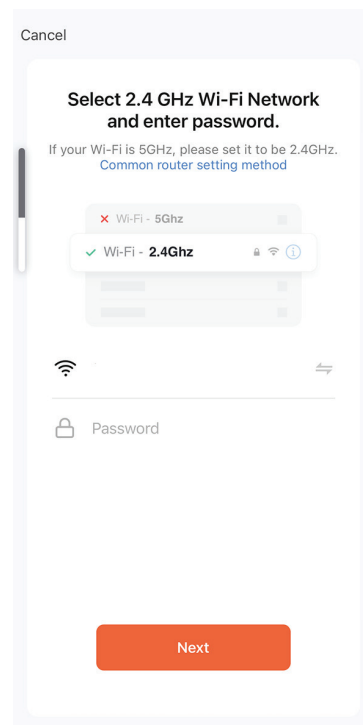 Cancel
Select 2.4 GHz Wi-Fi Network
and enter password.
If your Wi-Fi is 5GHz, please set it to be 2.4GHz.
Common router setting method
Wi-Fi - 5Ghz
Wi-Fi - 2.4Ghz
Password
Next